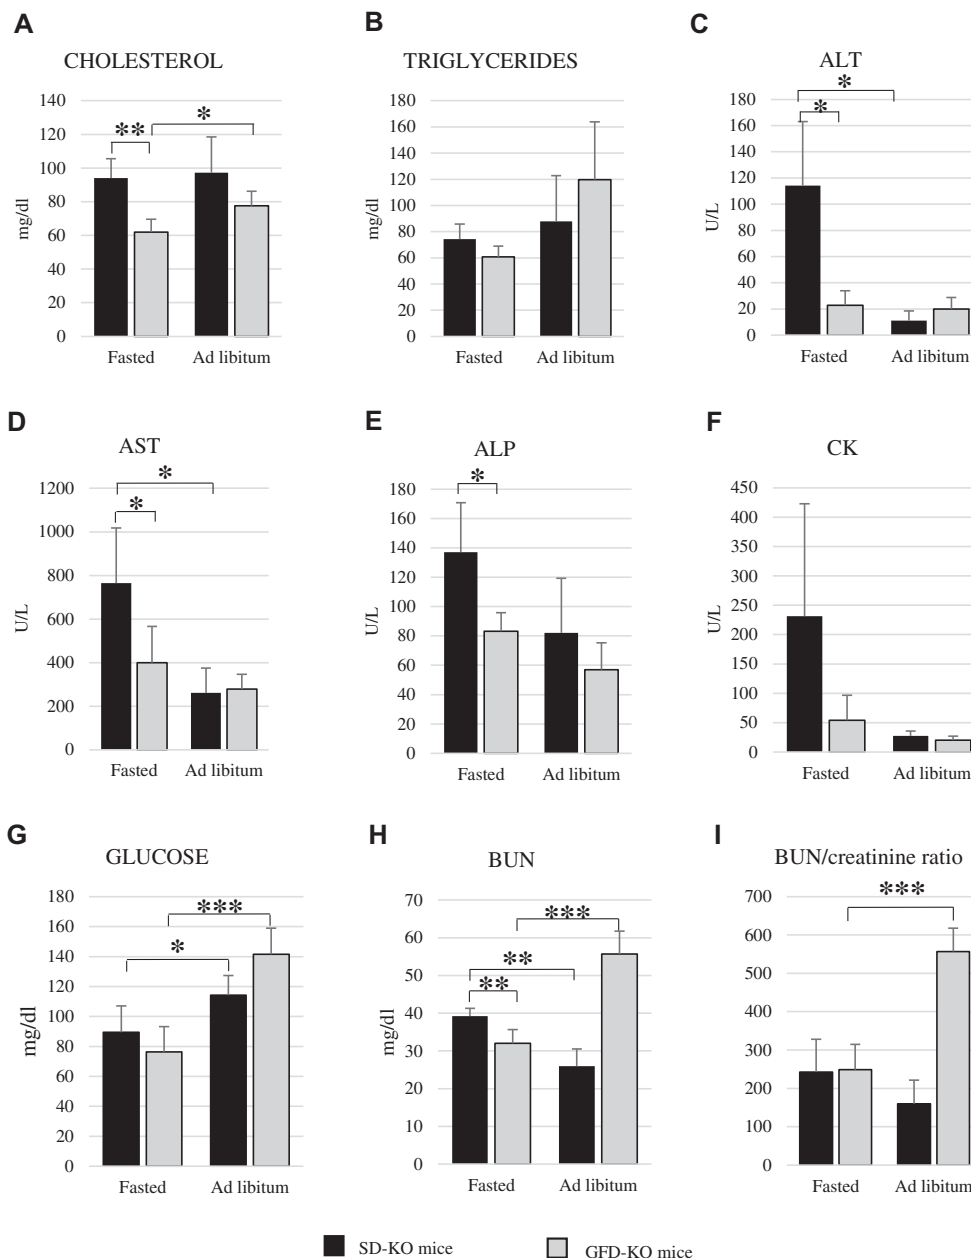 A
CHOLESTEROL
mg/dl
140
120
100
80
60
40
20
0
**
*
Fasted
Ad libitum
B
TRIGLYCERIDES
mg/dl
180
160
140
120
100
80
60
40
20
0
Fasted
Ad libitum
C
ALT
U/L
180
160
140
120
100
80
60
40
20
0
*
*
Fasted
Ad libitum
D
AST
U/L
1200
1000
800
600
400
200
0
*
*
Fasted
Ad libitum
E
ALP
U/L
180
160
140
120
100
80
60
40
20
0
*
Fasted
Ad libitum
F
CK
U/L
450
400
350
300
250
200
150
100
50
0
Fasted
Ad libitum
G
GLUCOSE
mg/dl
180
160
140
120
100
80
60
40
20
0
***
*
Fasted
Ad libitum
H
BUN
mg/dl
70
60
50
40
30
20
10
0
***
**
**
Fasted
Ad libitum
I
BUN/creatinine ratio
700
600
500
400
300
200
100
0
***
Fasted
Ad libitum
SD-KO mice
GFD-KO mice